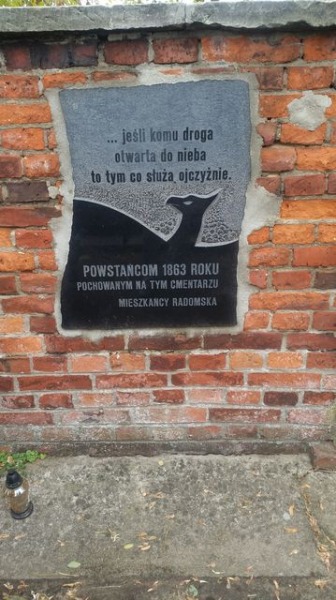 ... jeśli komu droga
otwarta do nieba
to tym co służą ojczyźnie.
POWSTAŃCOM 1863 ROKU
POCHOWANYM NA TYM CMENTARZU
MIESZKAŃCY RADOMSKA